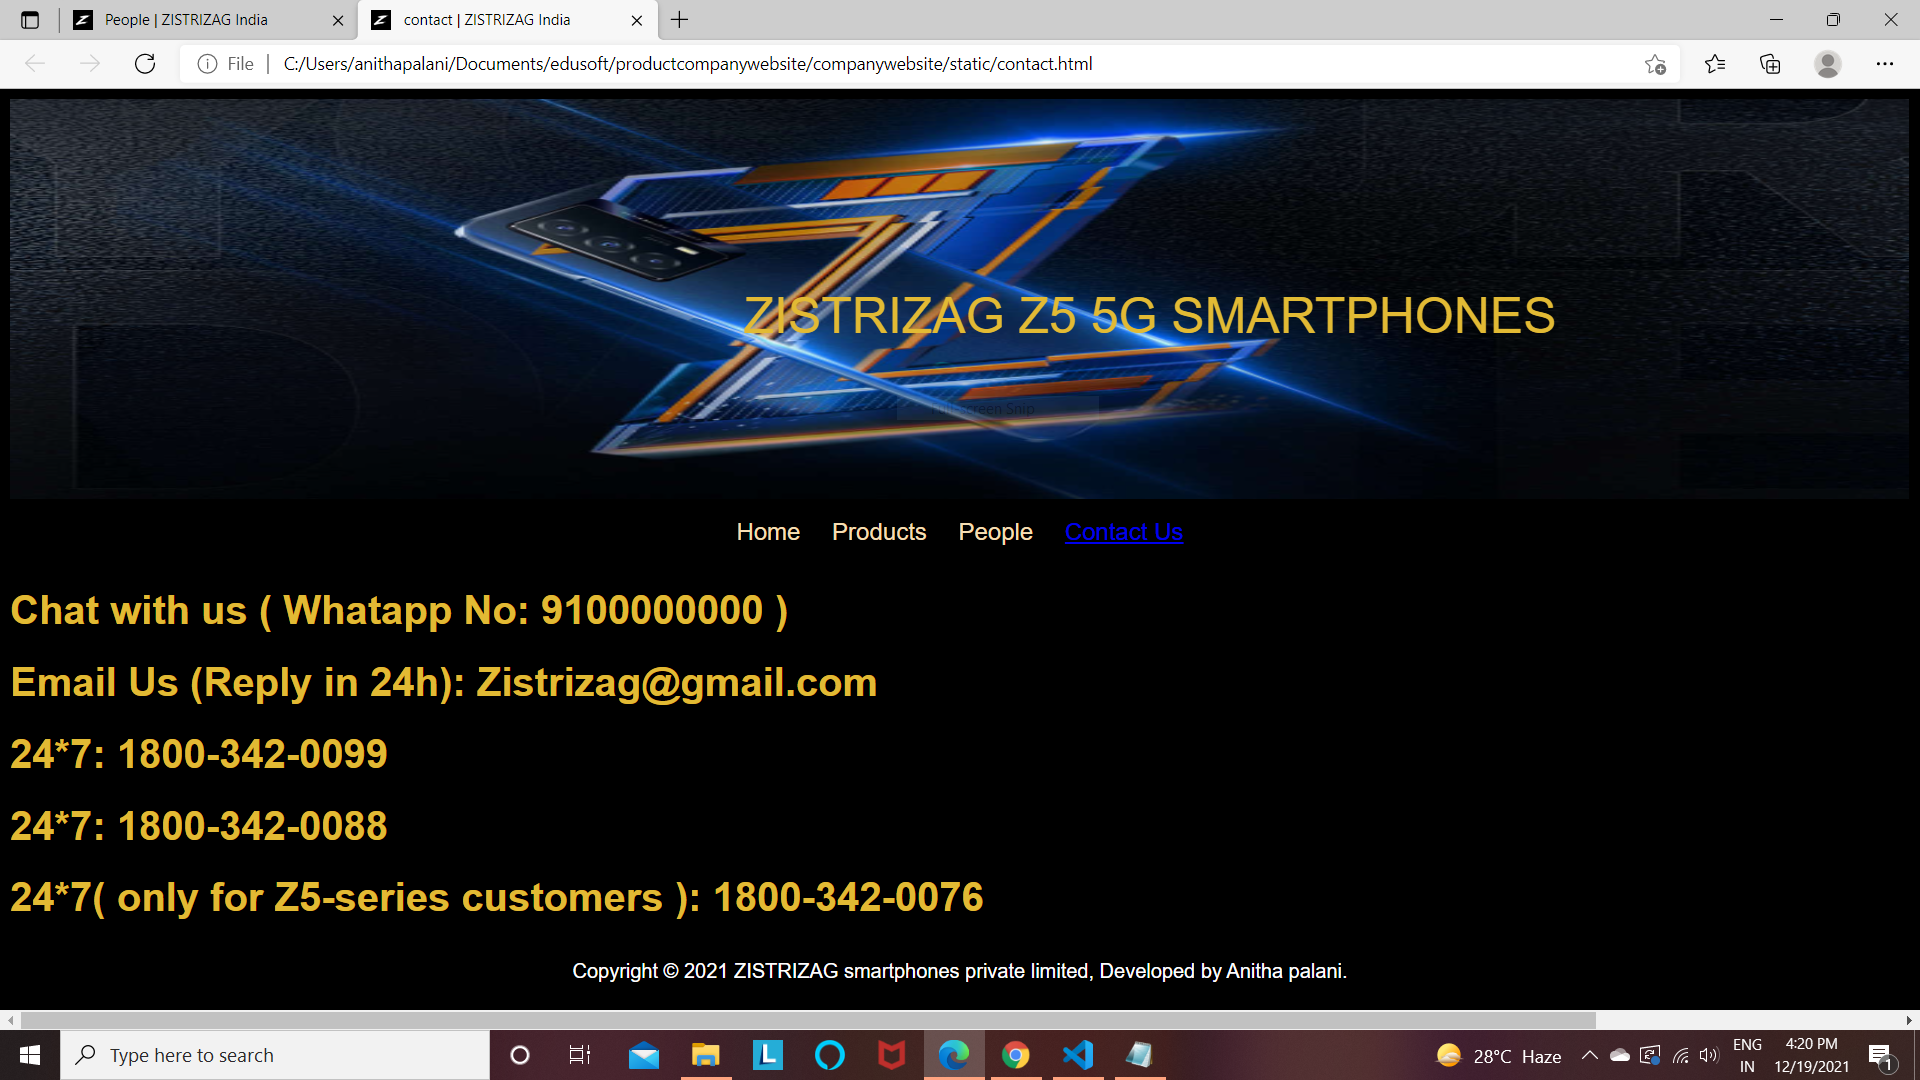 People | ZISTRIZAG India
contact | ZISTRIZAG India
File
C:/Users/anithapalani/Documents/edusoft/productcompanywebsite/companywebsite/static/contact.html
ZISTRIZAG Z5 5G SMARTPHONES
Full-screen Snip
Home Products People Contact Us
Chat with us ( Whatapp No: 9100000000 )
Email Us (Reply in 24h): Zistrizag@gmail.com
24*7: 1800-342-0099
24*7: 1800-342-0088
24*7( only for Z5-series customers ): 1800-342-0076
Copyright © 2021 ZISTRIZAG smartphones private limited, Developed by Anitha palani.
Type here to search
28°C Haze
ENG
IN
4:20 PM
12/19/2021
1